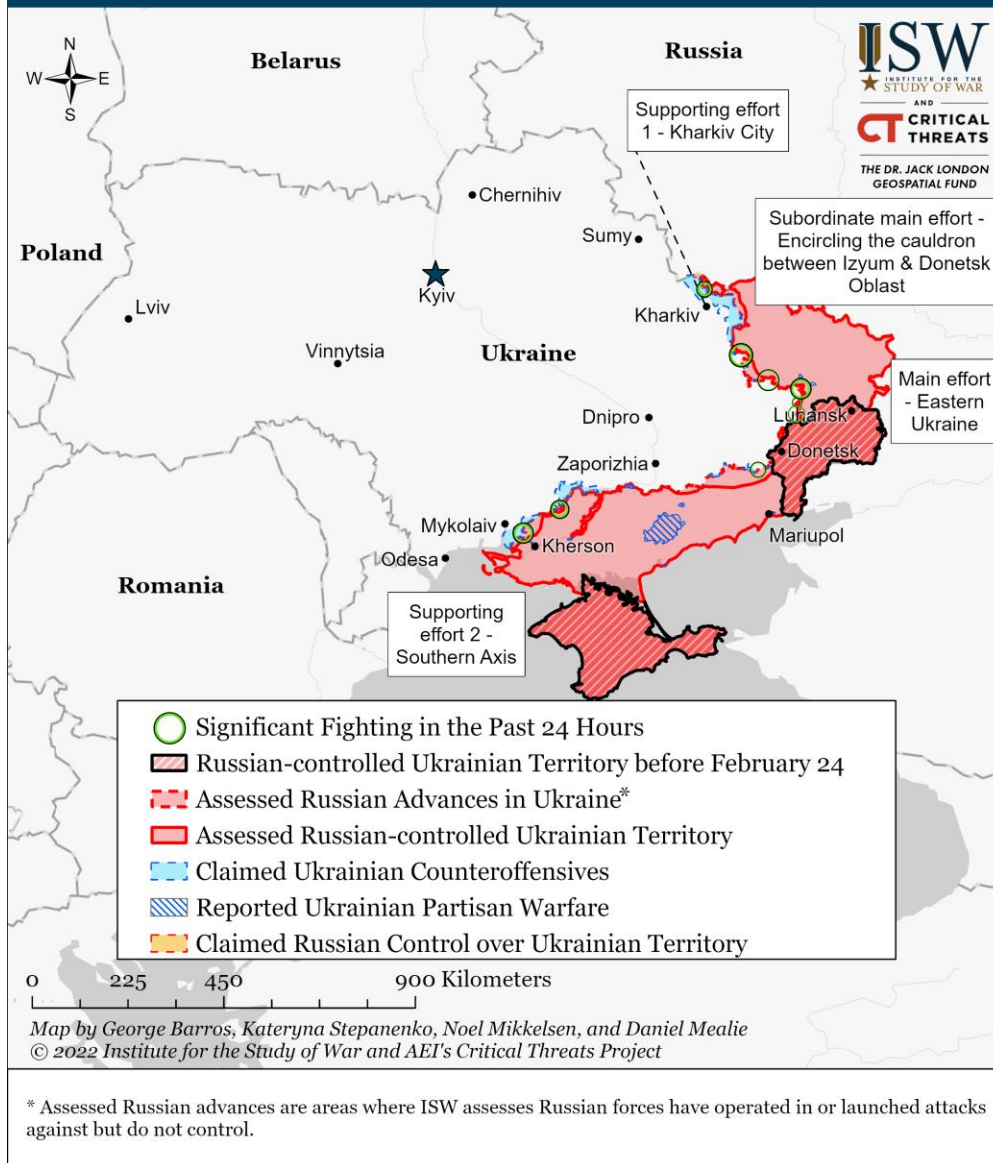 N
W E
S
Belarus
Russia
ISW
INSTITUTE FOR THE
STUDY OF WAR
AND
CT CRITICAL
THREATS
THE DR. JACK LONDON
GEOSPATIAL FUND
Supporting effort
1 - Kharkiv City
Chernihiv
Sumy
Subordinate main effort -
Encircling the cauldron
between Izyum & Donetsk
Oblast
Poland
Kyiv
Lviv
Kharkiv
Vinnytsia
Ukraine
Main effort
- Eastern
Ukraine
Luhansk
Dnipro
Donetsk
Zaporizhia
Mykolaiv
Mariupol
Kherson
Odesa
Romania
Supporting
effort 2 -
Southern Axis
Significant Fighting in the Past 24 Hours
Russian-controlled Ukrainian Territory before February 24
Assessed Russian Advances in Ukraine*
Assessed Russian-controlled Ukrainian Territory
Claimed Ukrainian Counteroffensives
Reported Ukrainian Partisan Warfare
Claimed Russian Control over Ukrainian Territory
0 225 450 900 Kilometers
Map by George Barros, Kateryna Stepanenko, Noel Mikkelsen, and Daniel Mealie
© 2022 Institute for the Study of War and AEI's Critical Threats Project
* Assessed Russian advances are areas where ISW assesses Russian forces have operated in or launched attacks
against but do not control.